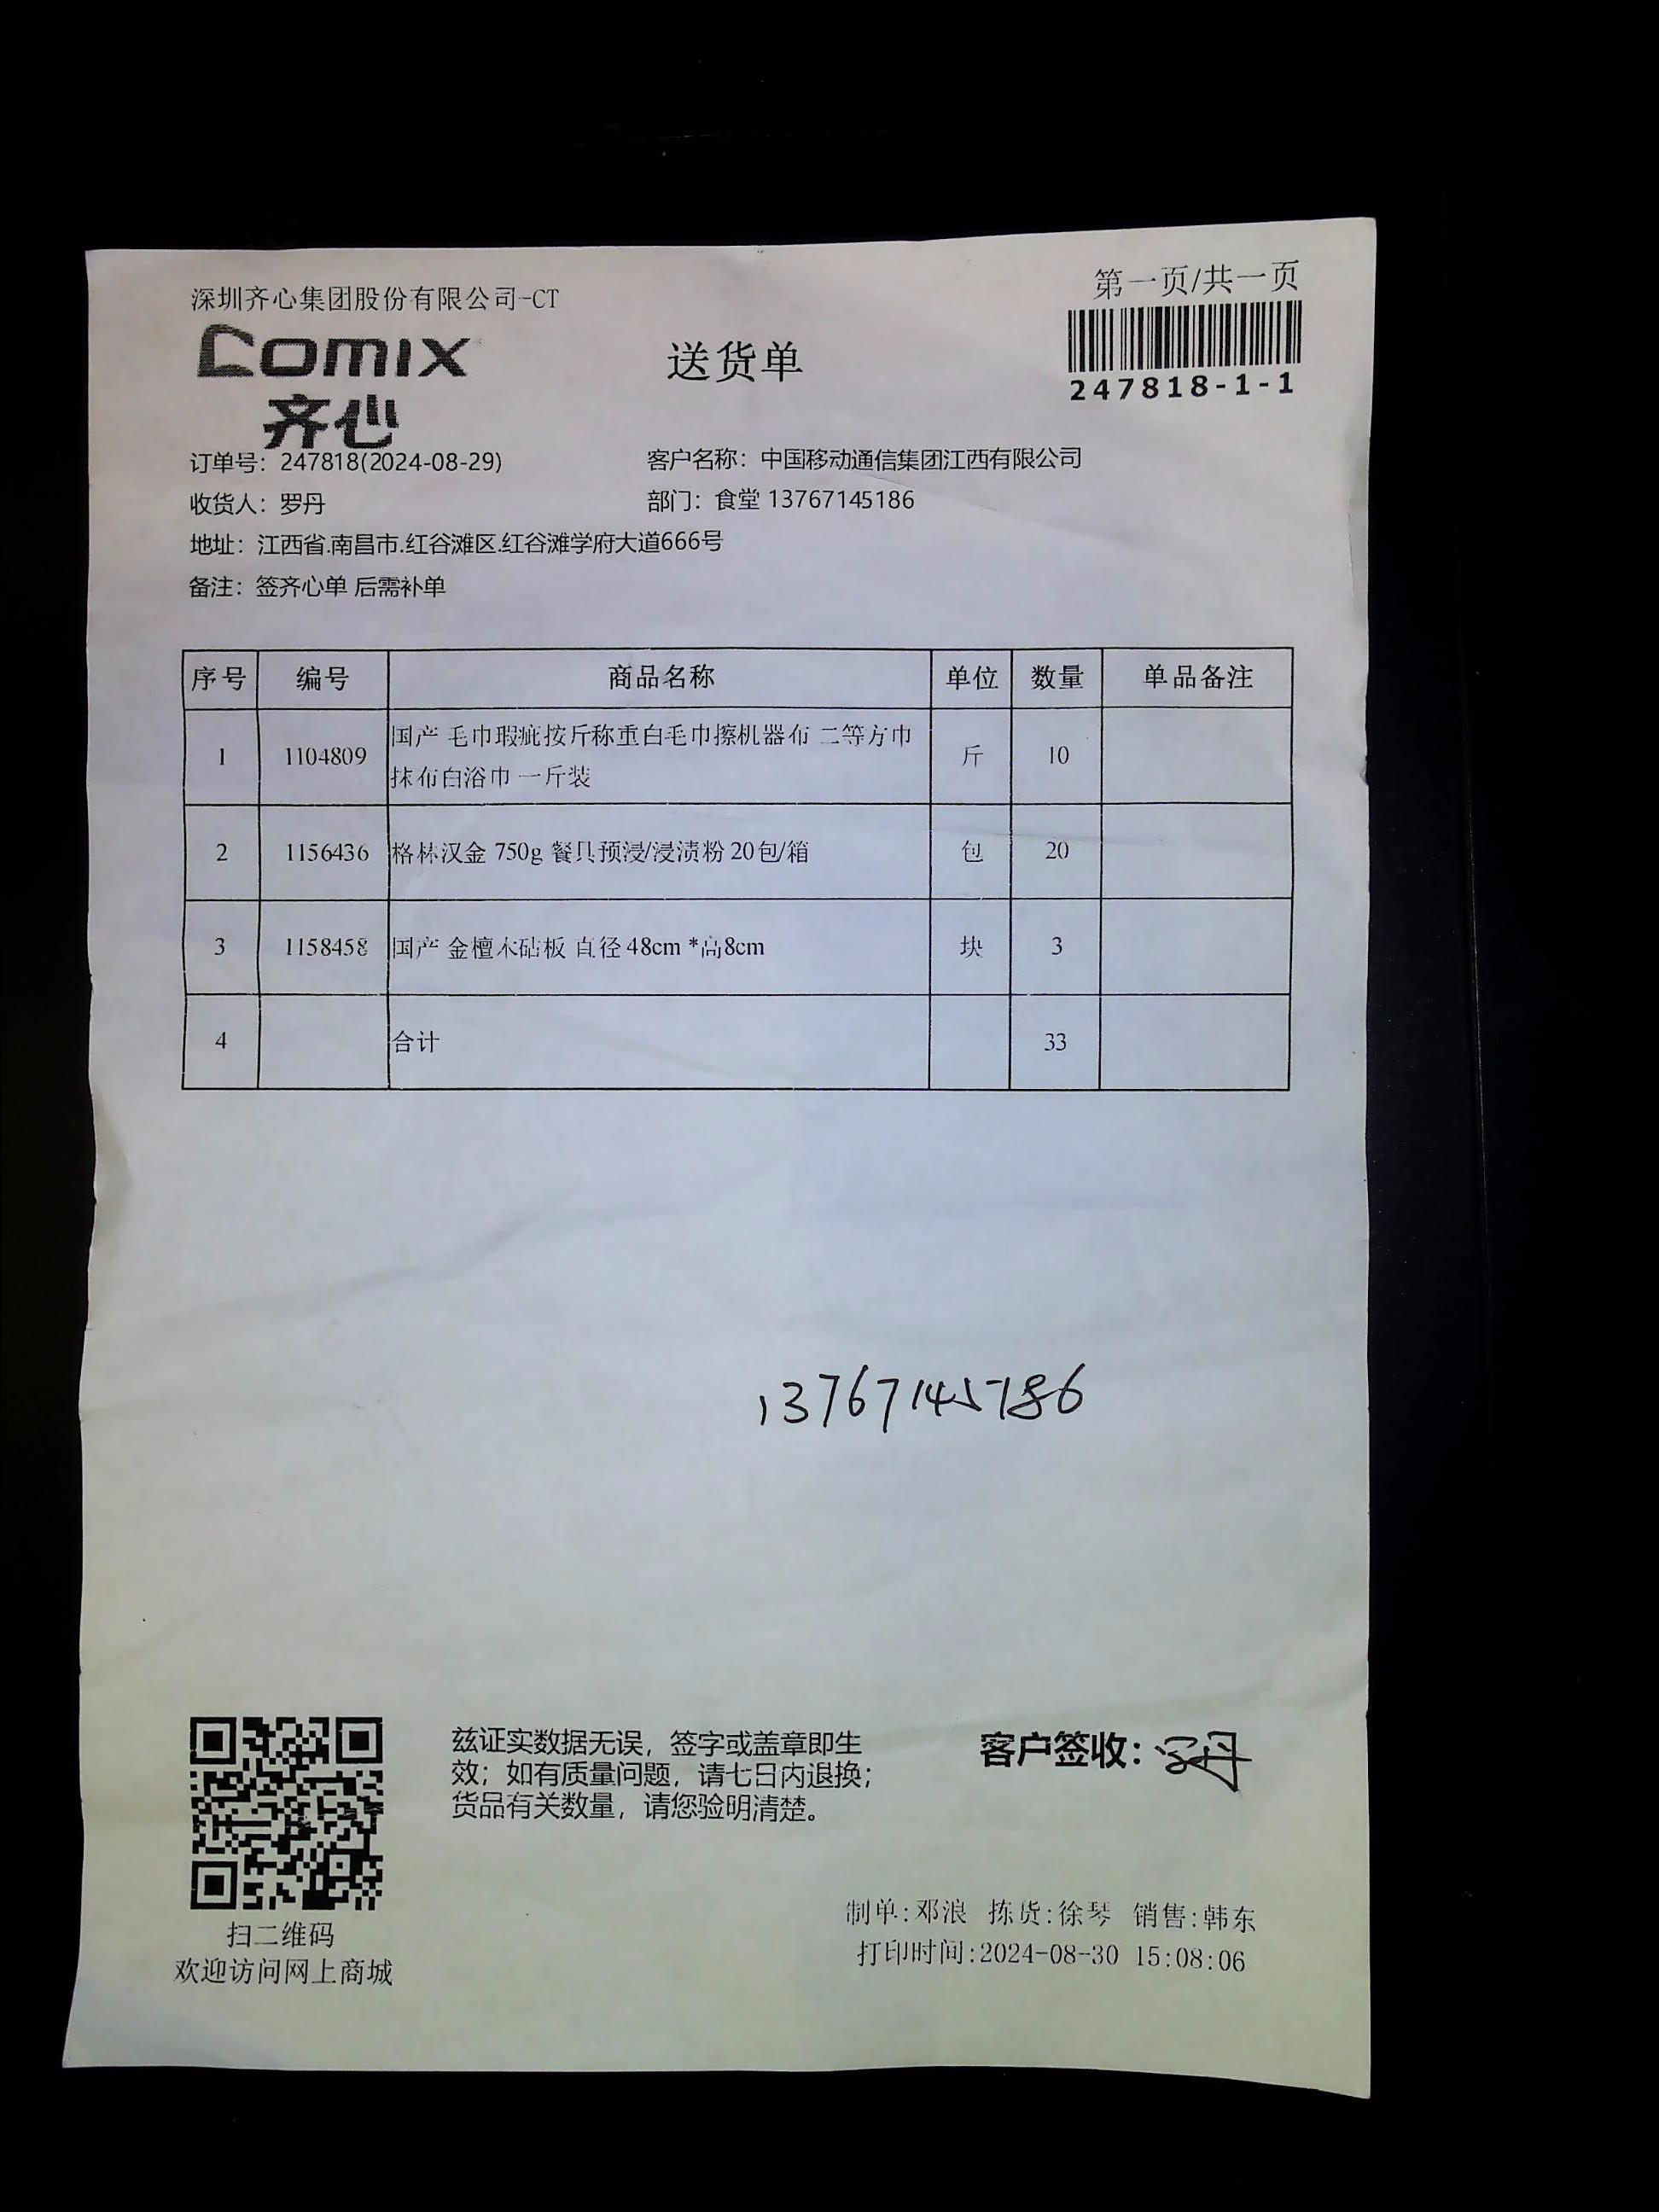 深圳齐心集团股份有限公司-CT
第一页/共一页
Comix
齐心
送货单
247818-1-1
订单号：247818(2024-08-29)
客户名称：中国移动通信集团江西有限公司
收货人：罗丹
部门：食堂 13767145186
地址：江西省.南昌市.红谷滩区.红谷滩学府大道666号
备注：签齐心单 后需补单
序号 编号 商品名称 单位 数量 单品备注
1 1104809 国产 毛巾瑕疵按斤称重白毛巾擦机器布 二等方巾 斤 10
抹布白浴巾 一斤装
2 1156436 格林汉金 750g 餐具预浸/浸渍粉 20包/箱 包 20
3 1158458 国产 金檀木砧板 直径48cm *高8cm 块 3
4 合计 33
13767145186
兹证实数据无误，签字或盖章即生
效；如有质量问题，请七日内退换；
货品有关数量，请您验明清楚。
客户签收：罗丹
扫二维码
欢迎访问网上商城
制单:邓浪 拣货:徐琴 销售:韩东
打印时间:2024-08-30 15:08:06